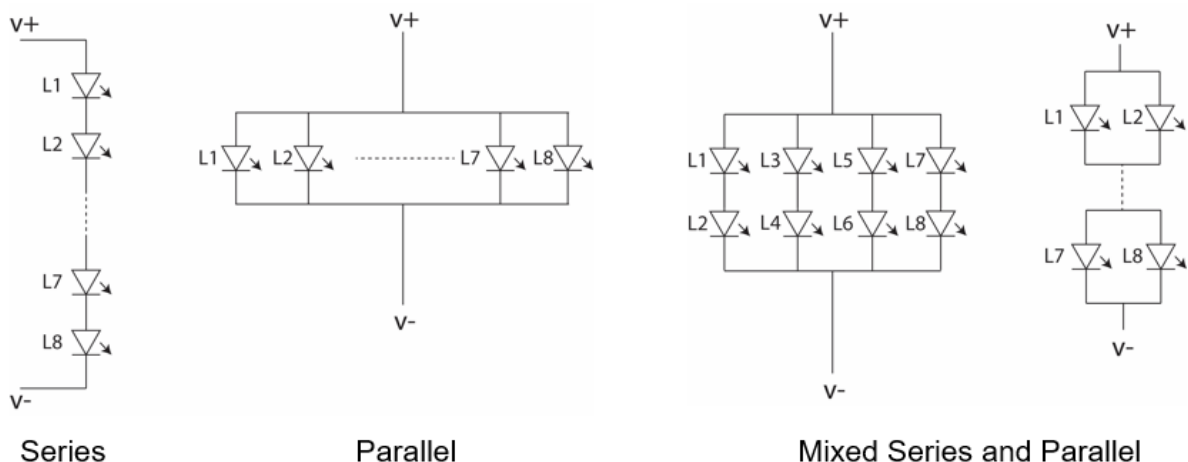 V+
L1
L2
L7
L8
V-
Series
V+
L1 L2 L7 L8
V-
Parallel
V+
L1 L3 L5 L7
L2 L4 L6 L8
V-
V+
L1 L2
L7 L8
V-
Mixed Series and Parallel